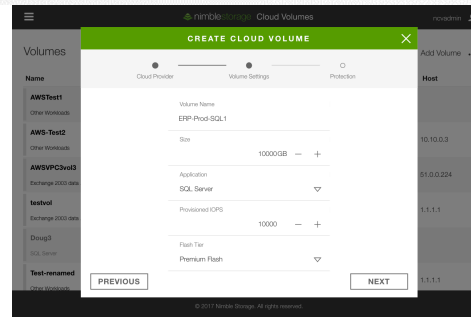 nimblestorage Cloud Volumes
ncvadmin
Volumes
Add Volume
Name
Host
AWSTest1
Other Workloads
AWS-Test2
Other Workloads
10.10.0.3
AWSVPC3vol3
Exchange 2003 data
51.0.0.224
testvol
Exchange 2003 data
1.1.1.1
Doug3
SQL Server
Test-renamed
Other Workloads
1.1.1.1
CREATE CLOUD VOLUME
Cloud Provider
Volume Settings
Protection
Volume Name
ERP-Prod-SQL1
Size
10000GB − +
Application
SQL Server
Provisioned IOPS
10000 − +
Flash Tier
Premium Flash
PREVIOUS
NEXT
© 2017 Nimble Storage. All rights reserved.